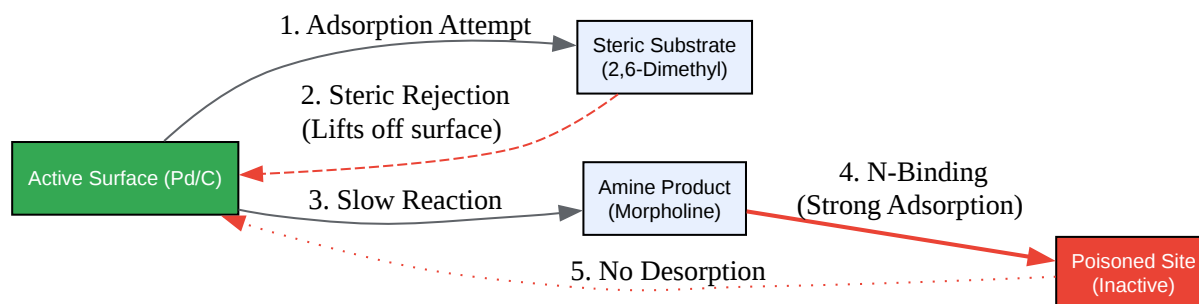 1. Adsorption Attempt
Steric Substrate
(2,6-Dimethyl)
2. Steric Rejection
(Lifts off surface)
Active Surface (Pd/C)
3. Slow Reaction
Amine Product
(Morpholine)
4. N-Binding
(Strong Adsorption)
5. No Desorption
Poisoned Site
(Inactive)